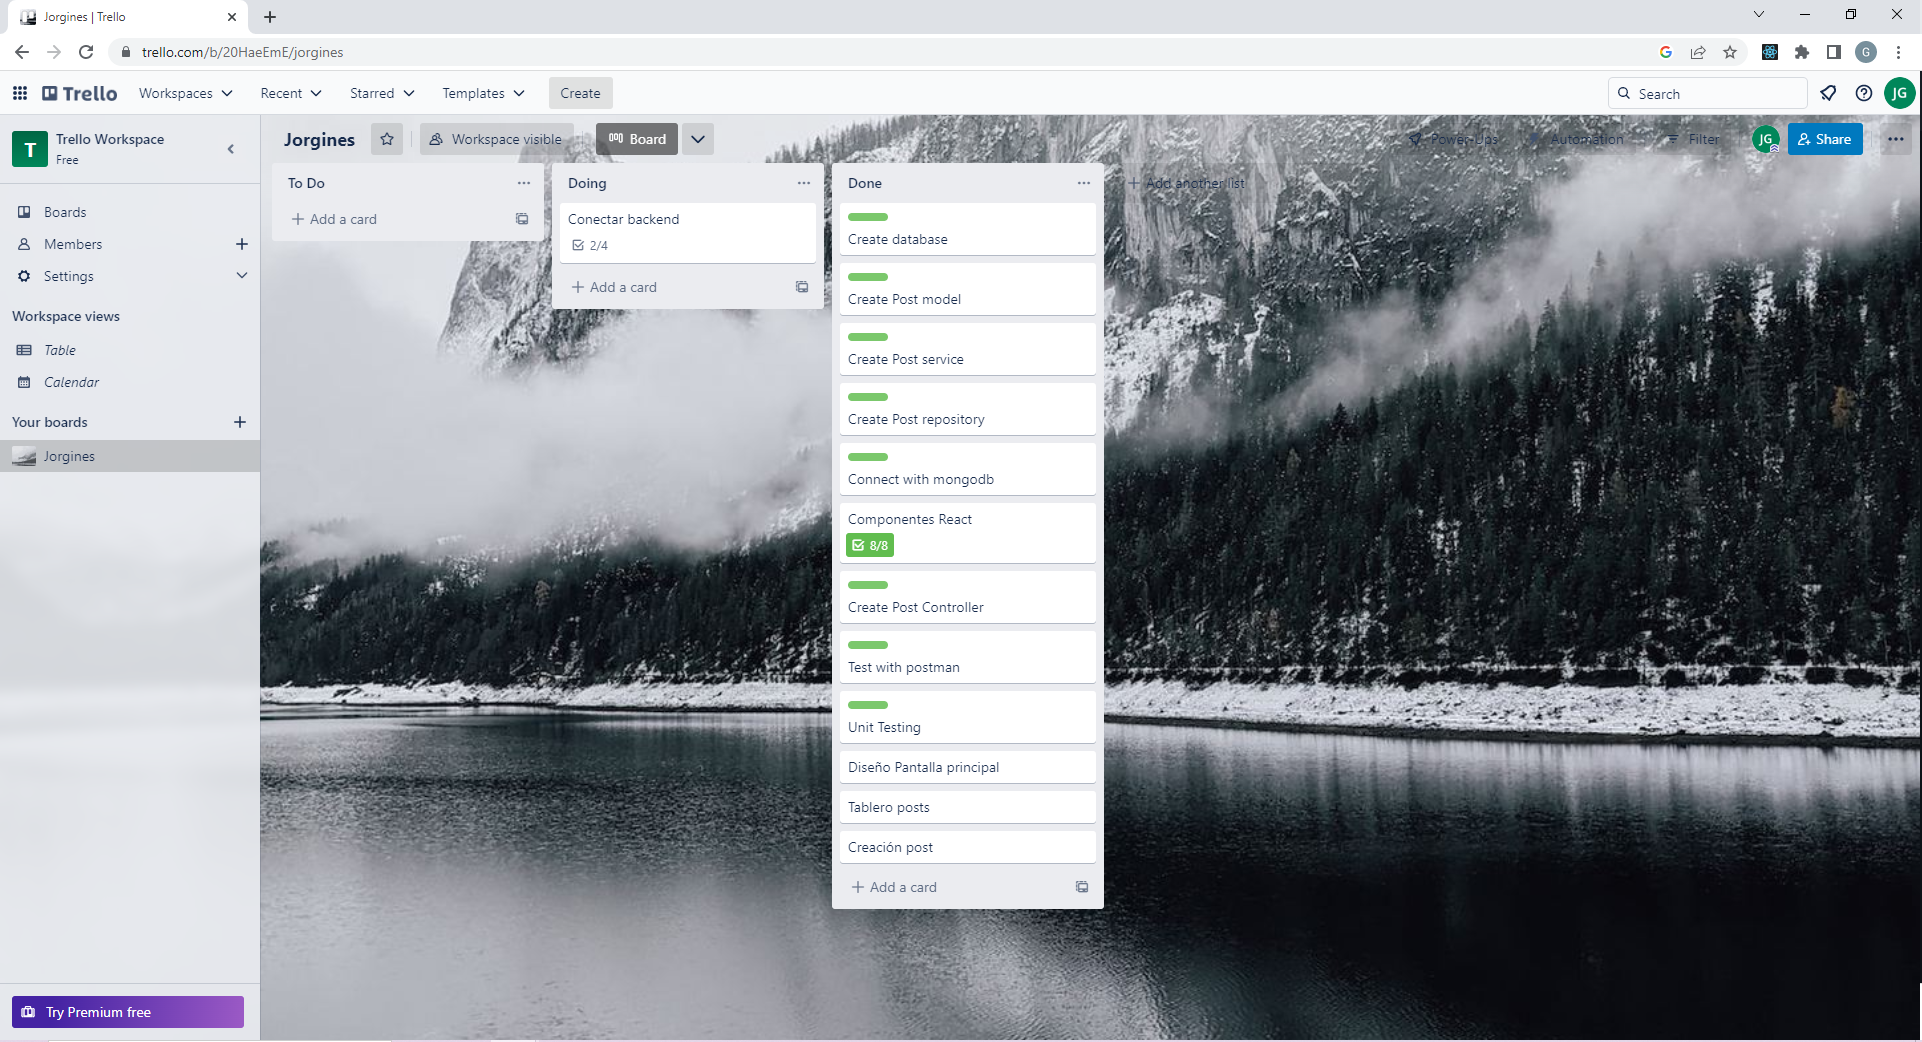 Jorgines | Trello
trello.com/b/20HaeEmE/jorgines
G
Trello
Workspaces
Recent
Starred
Templates
Create
Search
JG
T
Trello Workspace
Free
Jorgines
Workspace visible
Board
Power-Ups
Automation
Filter
JG
Share
Boards
Members
Settings
Workspace views
Table
Calendar
Your boards
Jorgines
Try Premium free
To Do
Add a card
Doing
Conectar backend
2/4
Add a card
Done
Create database
Create Post model
Create Post service
Create Post repository
Connect with mongodb
Componentes React
8/8
Create Post Controller
Test with postman
Unit Testing
Diseño Pantalla principal
Tablero posts
Creación post
Add a card
Add another list